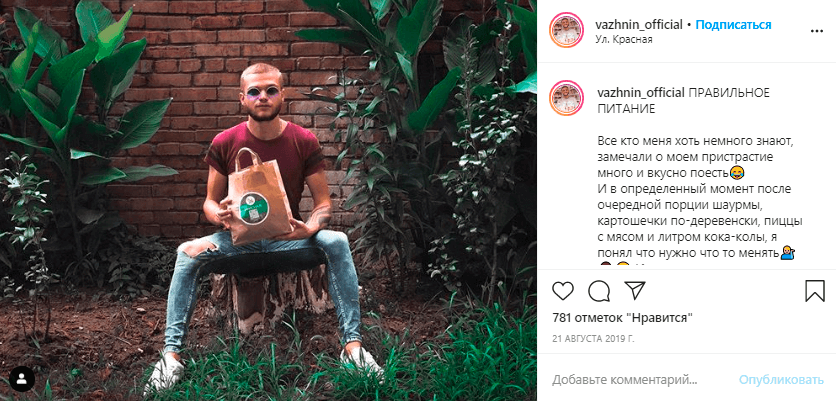 vazhnin_official • Подписаться
Ул. Красная
vazhnin_official ПРАВИЛЬНОЕ
ПИТАНИЕ
Все кто меня хоть немного знают,
замечали о моем пристрастие
много и вкусно поесть😅
И в определенный момент после
очередной порции шаурмы,
картошечки по-деревенски, пиццы
с мясом и литром кока-колы, я
понял что нужно что то менять💁
781 отметок "Нравится"
21 АВГУСТА 2019 Г.
Добавьте комментарий...
Опубликовать